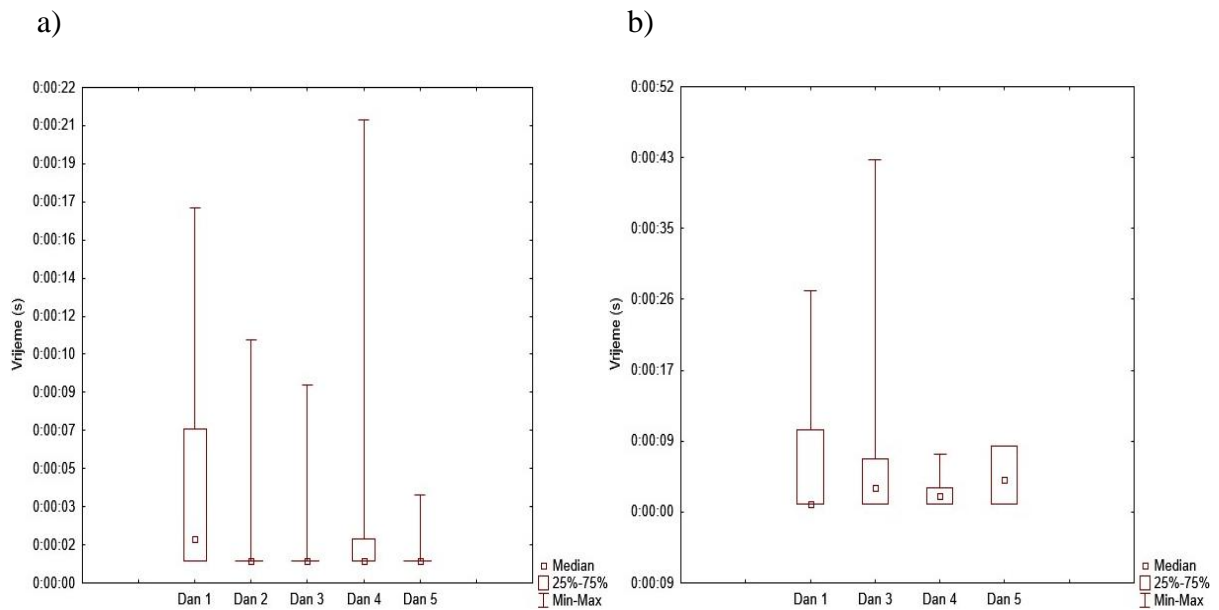 a)
0:00:22
0:00:21
0:00:19
0:00:17
0:00:16
0:00:14
0:00:12
0:00:10
0:00:09
0:00:07
0:00:05
0:00:03
0:00:02
0:00:00
Vrijeme (s)
Dan 1 Dan 2 Dan 3 Dan 4 Dan 5
Median
25%-75%
Min-Max
b)
0:00:52
0:00:43
0:00:35
0:00:26
0:00:17
0:00:09
0:00:00
0:00:09
Vrijeme (s)
Dan 1 Dan 3 Dan 4 Dan 5
Median
25%-75%
Min-Max